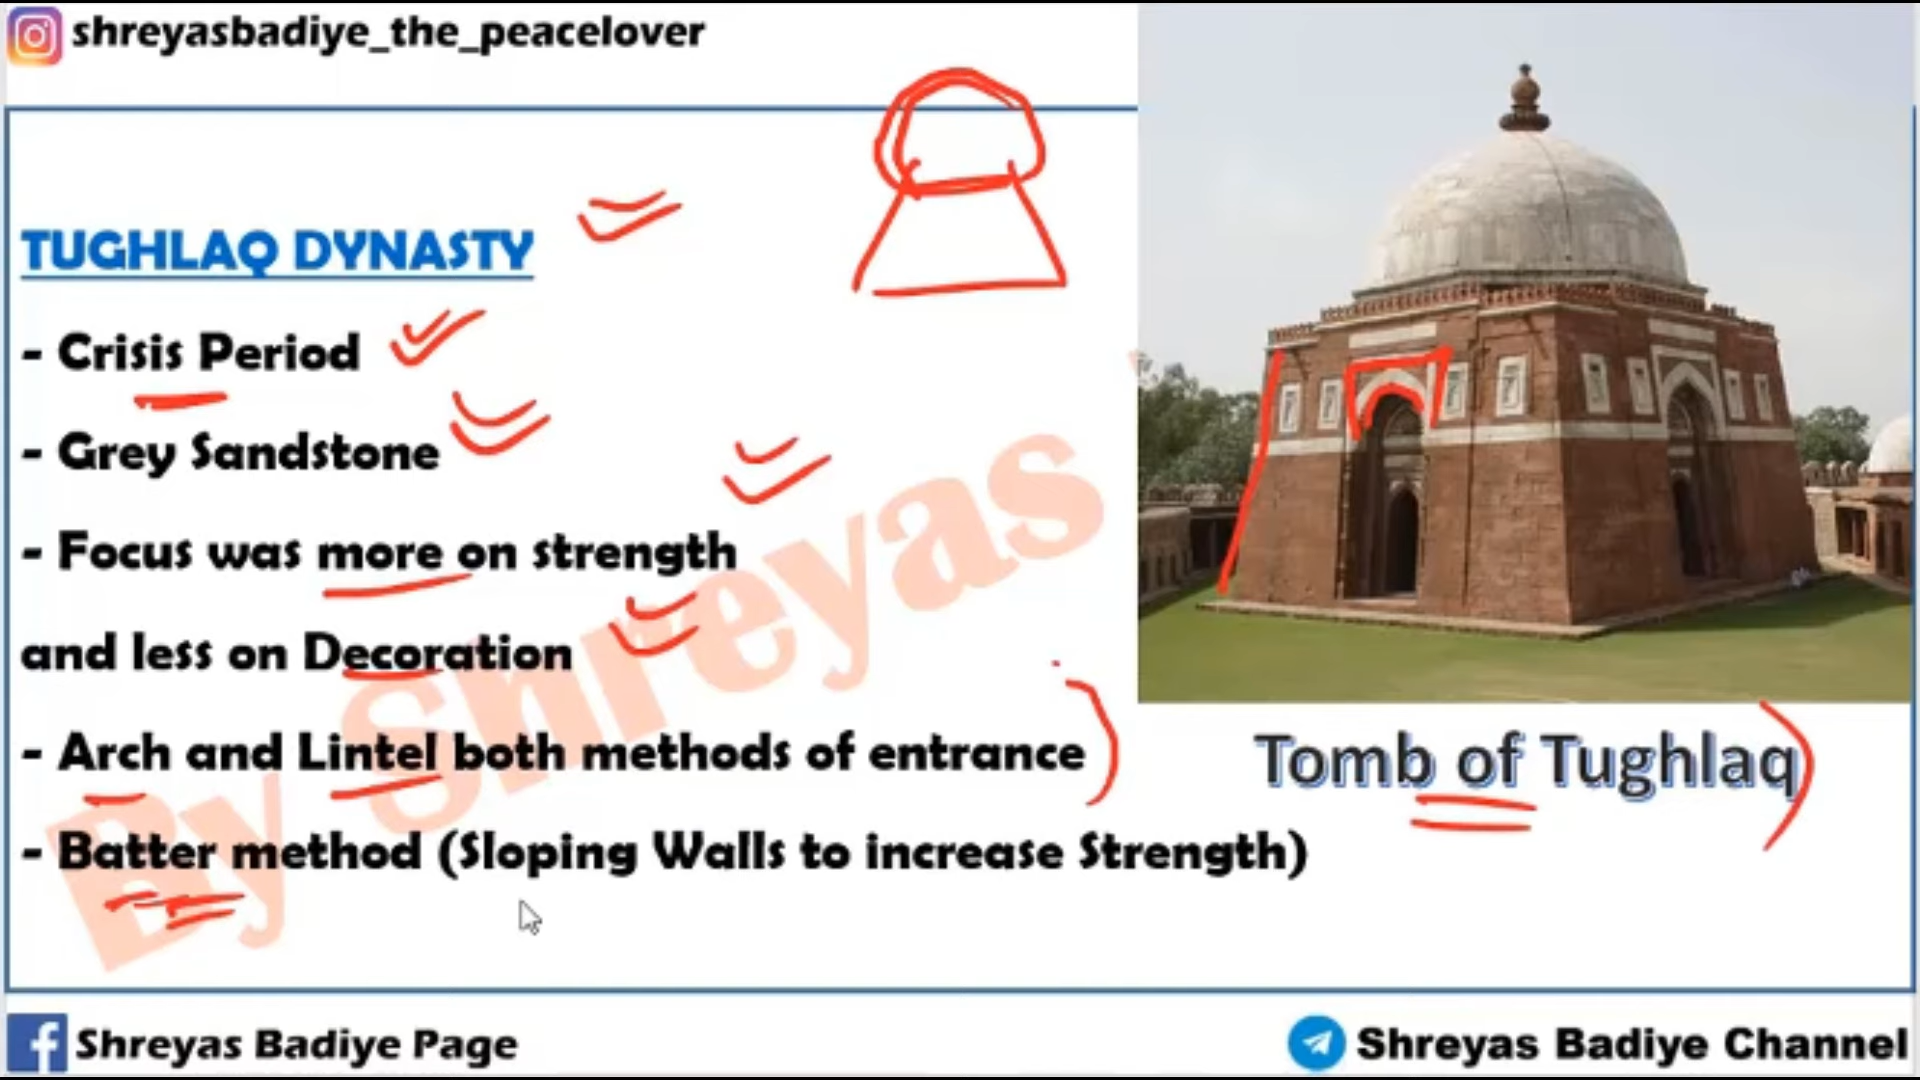 shreyasbadiye_the_peacelover
TUGHLAQ DYNASTY
- Crisis Period
- Grey Sandstone
- Focus was more on strength
and less on Decoration
- Arch and Lintel both methods of entrance
- Batter method (Sloping Walls to increase Strength)
Tomb of Tughlaq
By Shreyas
Shreyas Badiye Page
Shreyas Badiye Channel